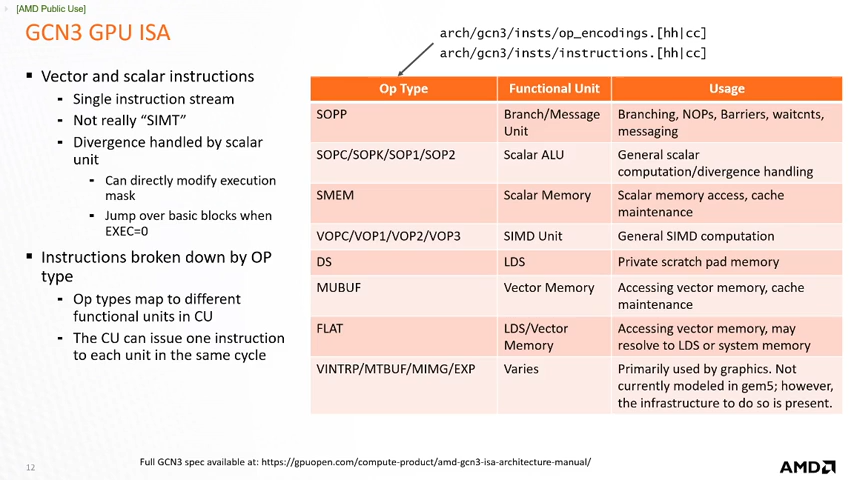 [AMD Public Use]
GCN3 GPU ISA
arch/gcn3/insts/op_encodings.[hh|cc]
arch/gcn3/insts/instructions.[hh|cc]
Vector and scalar instructions
Single instruction stream
Not really “SIMT”
Divergence handled by scalar
unit
Can directly modify execution
mask
Jump over basic blocks when
EXEC=0
Instructions broken down by OP
type
Op types map to different
functional units in CU
The CU can issue one instruction
to each unit in the same cycle
Op Type Functional Unit Usage
SOPP Branch/Message Branching, NOPs, Barriers, waitcnts,
Unit messaging
SOPC/SOPK/SOP1/SOP2 Scalar ALU General scalar
computation/divergence handling
SMEM Scalar Memory Scalar memory access, cache
maintenance
VOPC/VOP1/VOP2/VOP3 SIMD Unit General SIMD computation
DS LDS Private scratch pad memory
MUBUF Vector Memory Accessing vector memory, cache
maintenance
FLAT LDS/Vector Accessing vector memory, may
Memory resolve to LDS or system memory
VINTRP/MTBUF/MIMG/EXP Varies Primarily used by graphics. Not
currently modeled in gem5; however,
the infrastructure to do so is present.
12
Full GCN3 spec available at: https://gpuopen.com/compute-product/amd-gcn3-isa-architecture-manual/
AMD